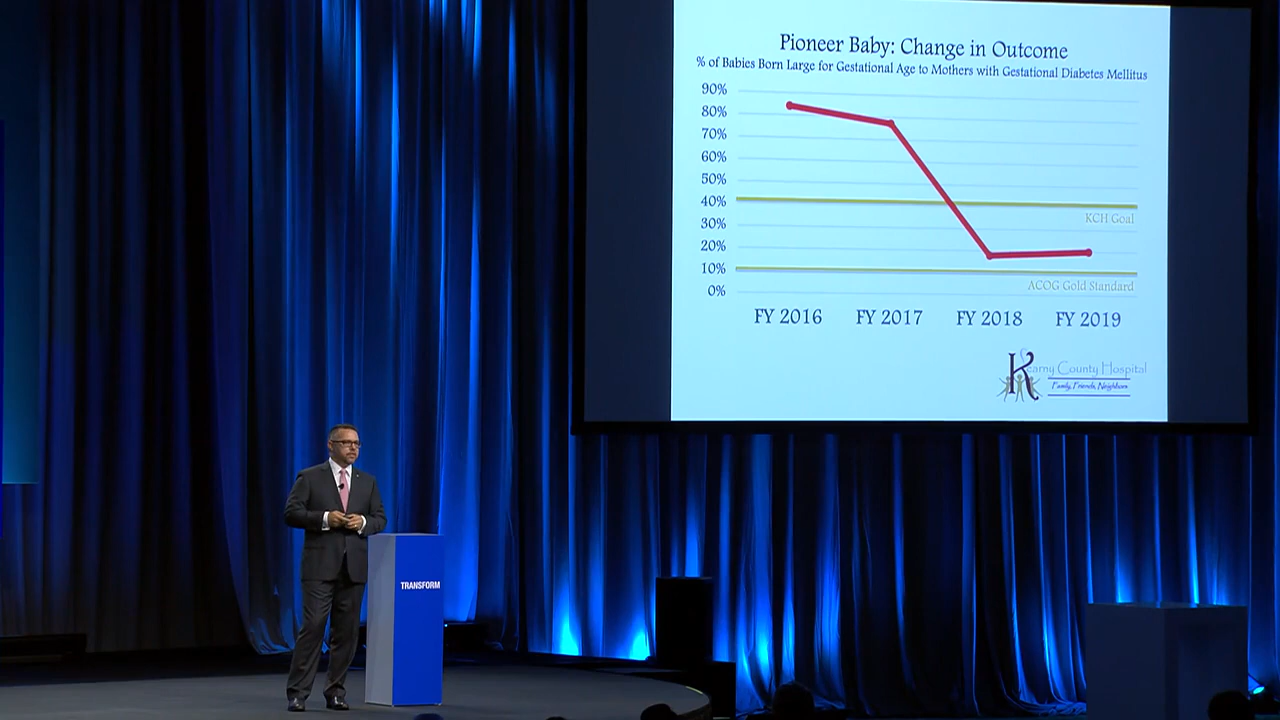 Pioneer Baby: Change in Outcome
% of Babies Born Large for Gestational Age to Mothers with Gestational Diabetes Mellitus
90%
80%
70%
60%
50%
40%
KCH Goal
30%
20%
10%
ACOG Gold Standard
0%
FY 2016 FY 2017 FY 2018 FY 2019
Kearny County Hospital
Family, Friends, Neighbors
TRANSFORM